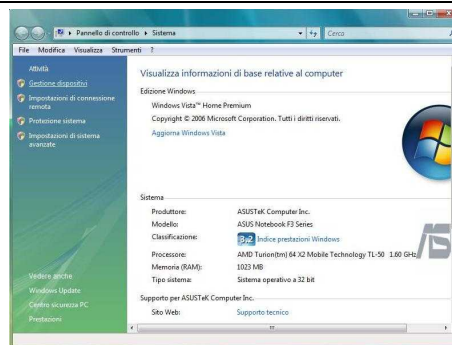 Pannello di controllo ▸ Sistema
Cerca
File Modifica Visualizza Strumenti ?
Attività
Gestione dispositivi
Impostazioni di connessione
remota
Protezione sistema
Impostazioni di sistema
avanzate
Visualizza informazioni di base relative al computer
Edizione Windows
Windows Vista™ Home Premium
Copyright © 2006 Microsoft Corporation. Tutti i diritti riservati.
Aggiorna Windows Vista
Sistema
Produttore: ASUSTeK Computer Inc.
Modello: ASUS Notebook F3 Series
Classificazione: 3,2 Indice prestazioni Windows
Processore: AMD Turion(tm) 64 X2 Mobile Technology TL-50 1.60 GHz
Memoria (RAM): 1023 MB
Tipo sistema: Sistema operativo a 32 bit
Supporto per ASUSTeK Computer Inc.
Sito Web: Supporto tecnico
Vedere anche
Windows Update
Centro sicurezza PC
Prestazioni